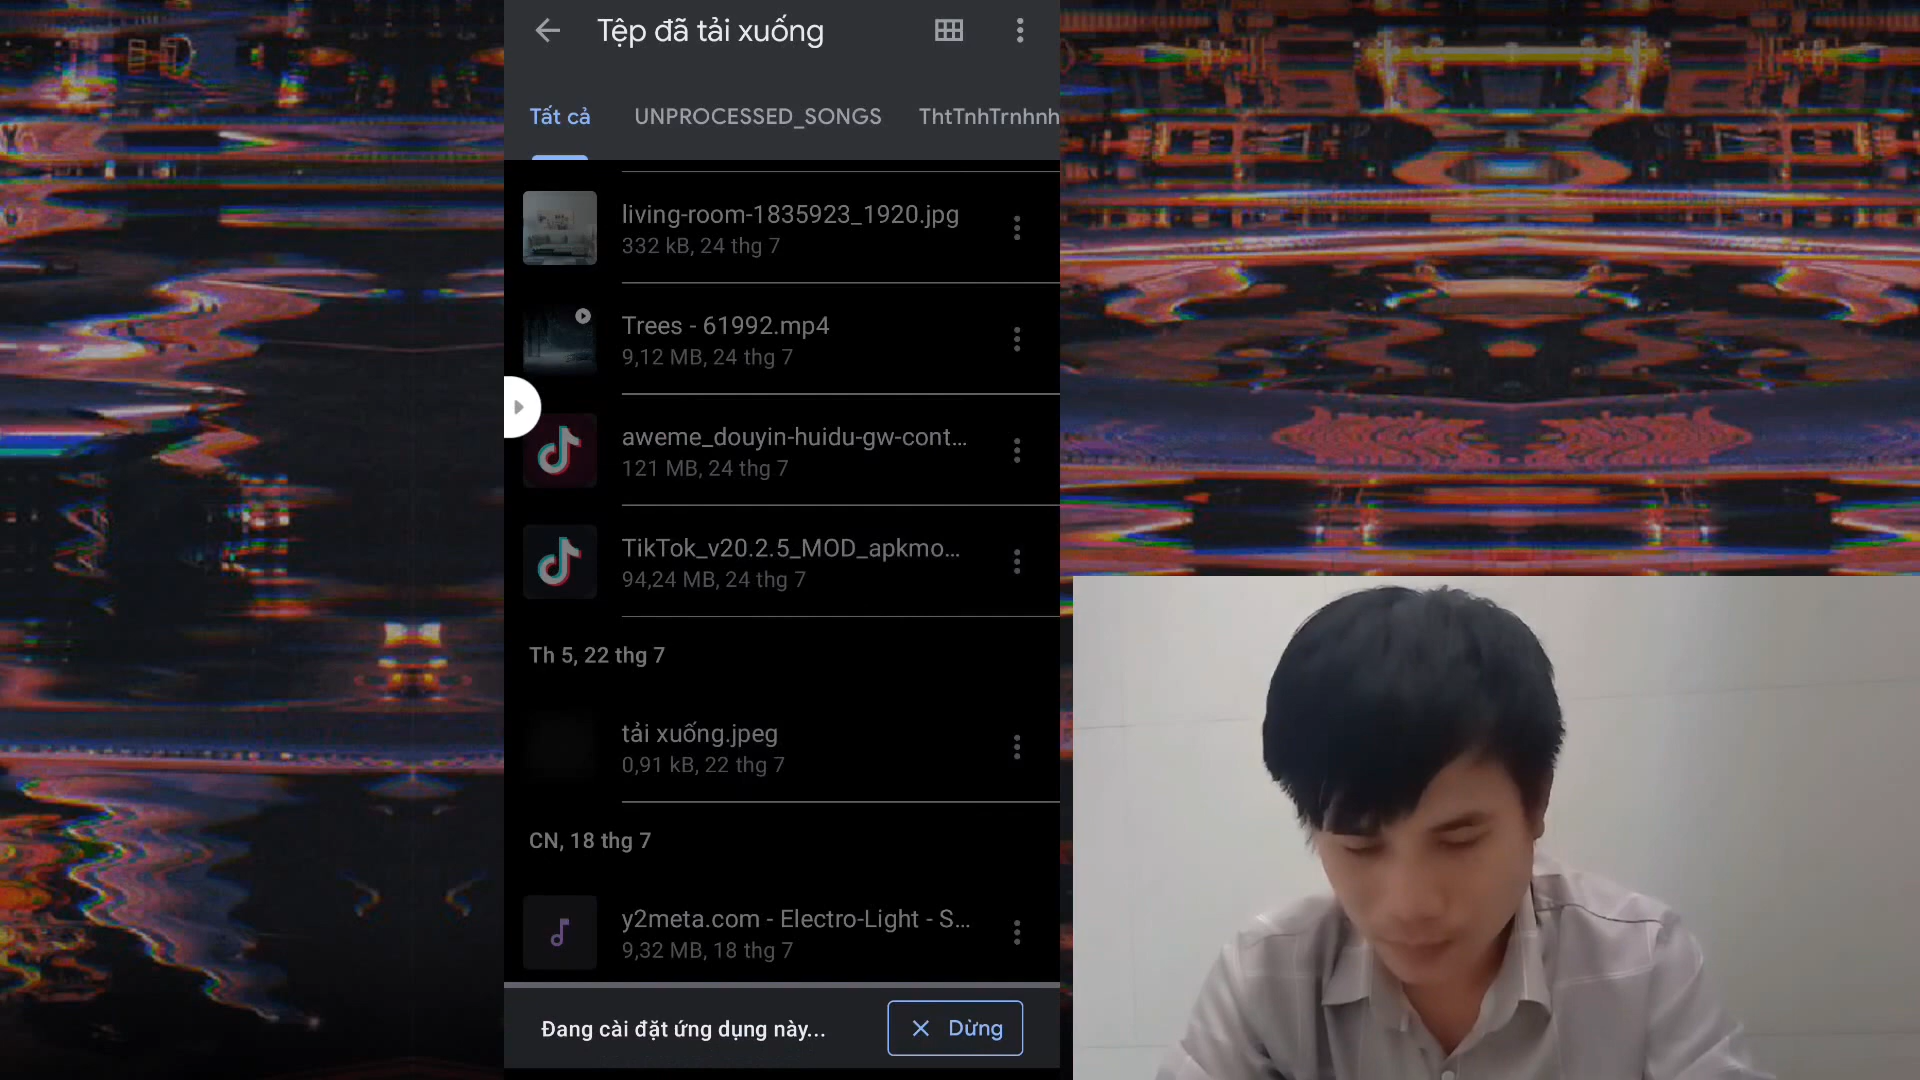 Tệp đã tải xuống
Tất cả UNPROCESSED_SONGS ThtTnhTrnhnh
living-room-1835923_1920.jpg
332 kB, 24 thg 7
Trees - 61992.mp4
9,12 MB, 24 thg 7
aweme_douyin-huidu-gw-cont...
121 MB, 24 thg 7
TikTok_v20.2.5_MOD_apkmo...
94,24 MB, 24 thg 7
Th 5, 22 thg 7
tải xuống.jpeg
0,91 kB, 22 thg 7
CN, 18 thg 7
y2meta.com - Electro-Light - S...
9,32 MB, 18 thg 7
Đang cài đặt ứng dụng này... Dừng